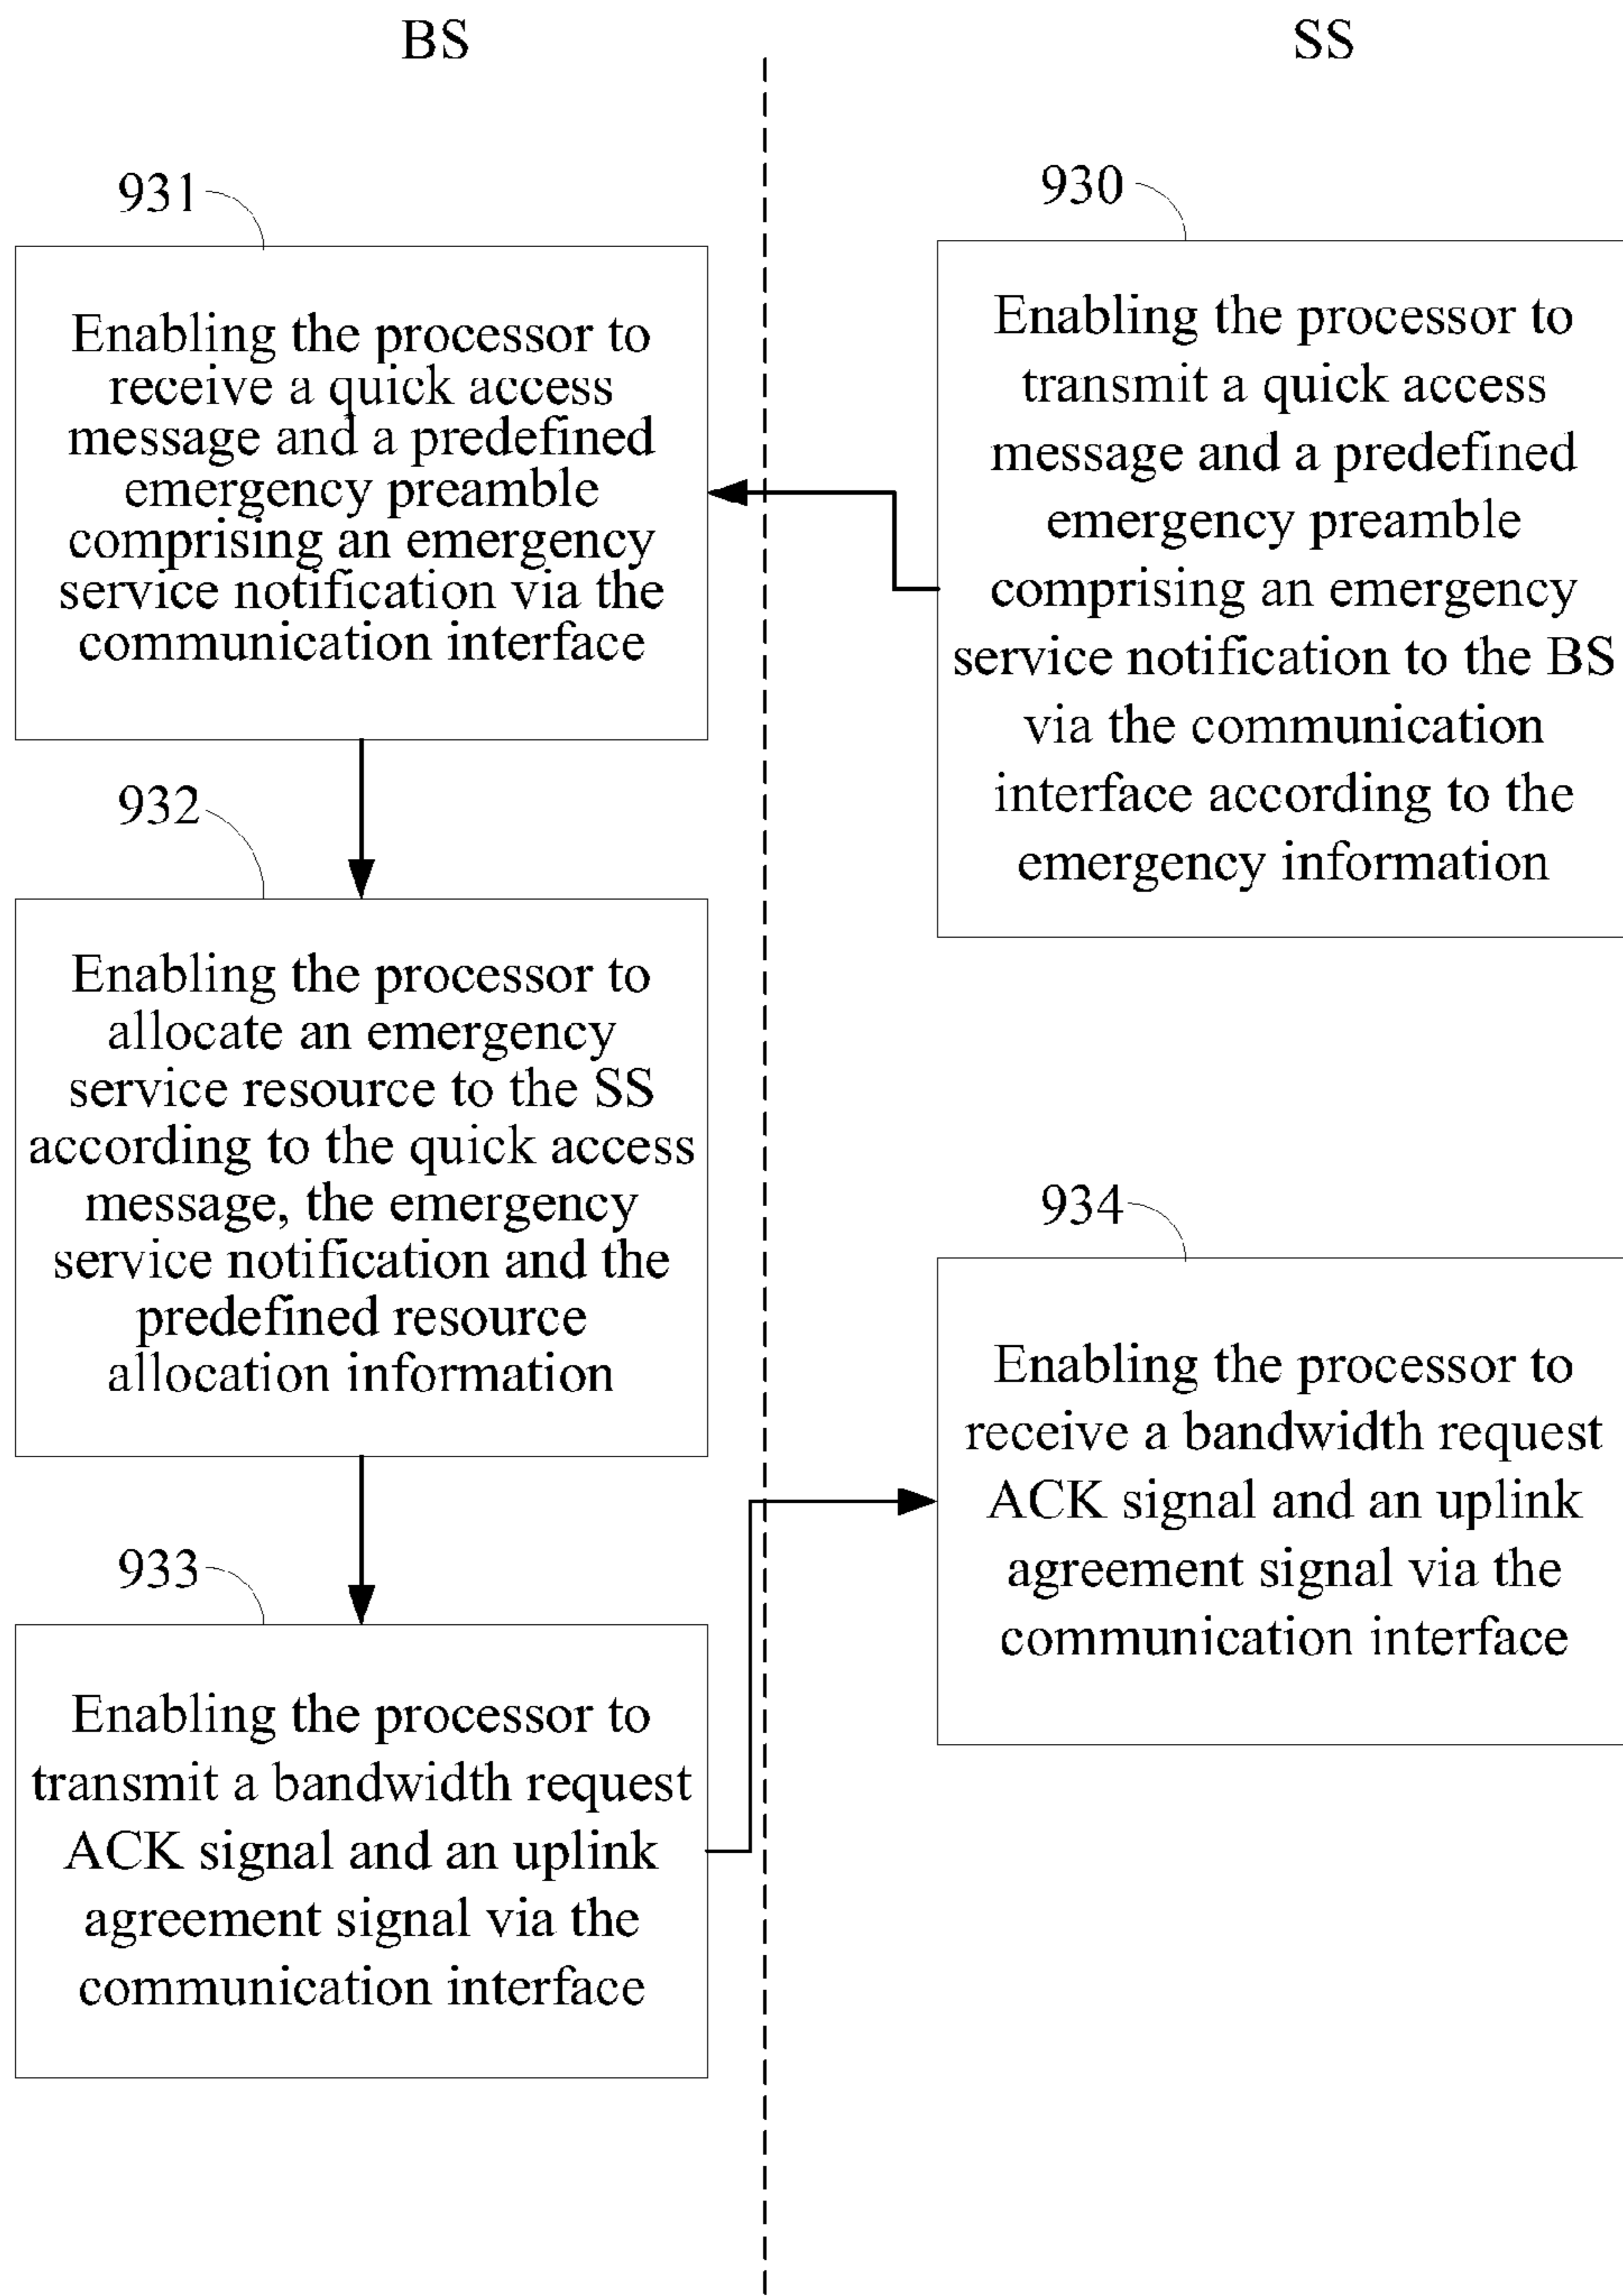 BS
SS
931
Enabling the processor to
receive a quick access
message and a predefined
emergency preamble
comprising an emergency
service notification via the
communication interface
930
Enabling the processor to
transmit a quick access
message and a predefined
emergency preamble
comprising an emergency
service notification to the BS
via the communication
interface according to the
emergency information
932
Enabling the processor to
allocate an emergency
service resource to the SS
according to the quick access
message, the emergency
service notification and the
predefined resource
allocation information
933
Enabling the processor to
transmit a bandwidth request
ACK signal and an uplink
agreement signal via the
communication interface
934
Enabling the processor to
receive a bandwidth request
ACK signal and an uplink
agreement signal via the
communication interface